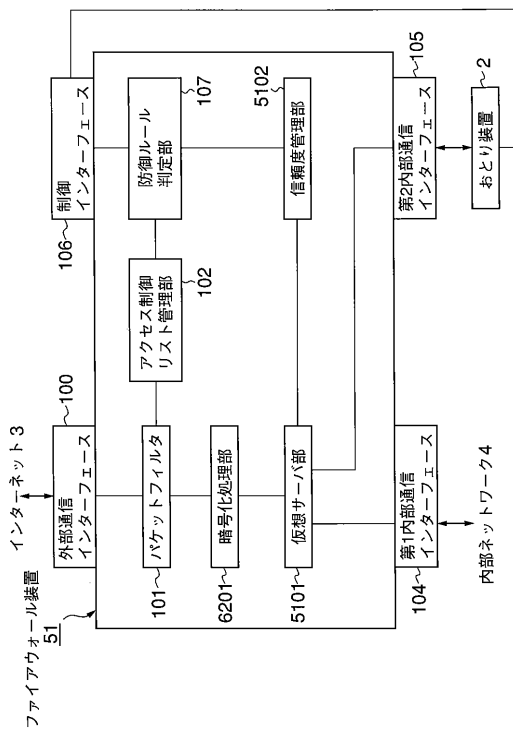 ファイアウォール装置
51
インターネット3
100
外部通信
インターフェース
106
制御
インターフェース
パケットフィルタ
101
アクセス制御
リスト管理部
102
防御ルール
判定部
107
暗号化処理部
6201
仮想サーバ部
5101
信頼度管理部
5102
第1内部通信
インターフェース
104
第2内部通信
インターフェース
105
内部ネットワーク4
おとり装置
2